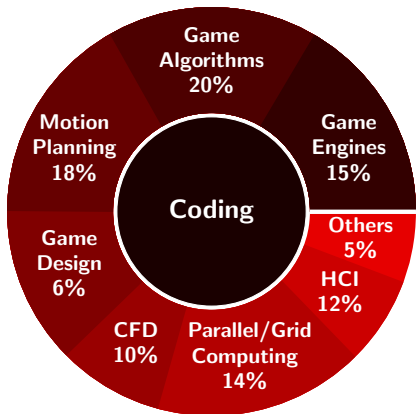 Game
Algorithms
20%
Motion
Planning
18%
Game
Engines
15%
Coding
Others
5%
Game
Design
6%
HCI
12%
CFD
10%
Parallel/Grid
Computing
14%